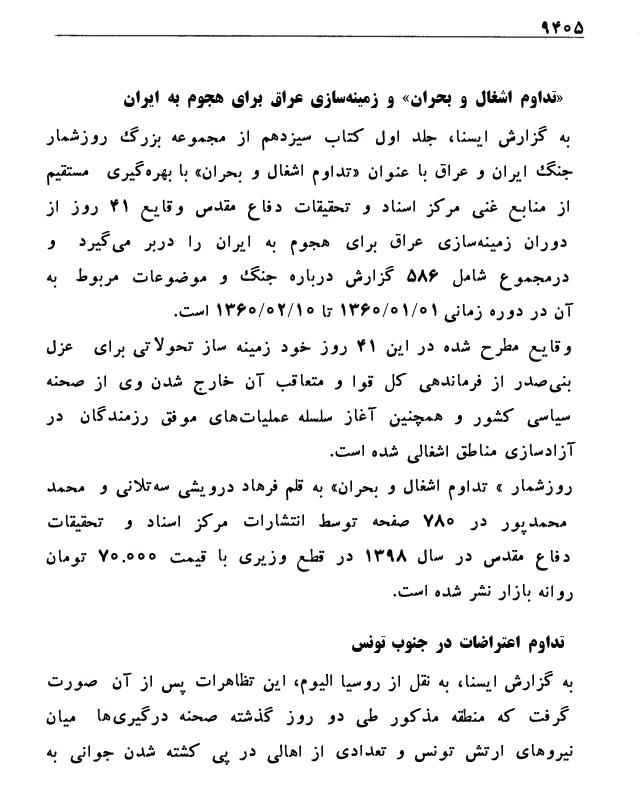 ۹۴۰۵
«تداوم اشغال و بحران» و زمینه‌سازی عراق برای هجوم به ایران
به گزارش ایسنا، جلد اول کتاب سیزدهم از مجموعه بزرگ روزشمار
جنگ ایران و عراق با عنوان «تداوم اشغال و بحران» با بهره‌گیری مستقیم
از منابع غنی مرکز اسناد و تحقیقات دفاع مقدس وقایع ۴۱ روز از
دوران زمینه‌سازی عراق برای هجوم به ایران را دربر می‌گیرد و
درمجموع شامل ۵۸۶ گزارش درباره جنگ و موضوعات مربوط به
آن در دوره زمانی ۱۳۶۰/۰۱/۰۱ تا ۱۳۶۰/۰۲/۱۰ است.
وقایع مطرح شده در این ۴۱ روز خود زمینه ساز تحولاتی برای عزل
بنی‌صدر از فرماندهی کل قوا و متعاقب آن خارج شدن وی از صحنه
سیاسی کشور و همچنین آغاز سلسله عملیات‌های موفق رزمندگان در
آزادسازی مناطق اشغالی شده است.
روزشمار » تداوم اشغال و بحران» به قلم فرهاد درویشی سه‌تلانی و محمد
محمدپور در ۷۸۰ صفحه توسط انتشارات مرکز اسناد و تحقیقات
دفاع مقدس در سال ۱۳۹۸ در قطع وزیری با قیمت ۷۰.۰۰۰ تومان
روانه بازار نشر شده است.
تداوم اعتراضات در جنوب تونس
به گزارش ایسنا، به نقل از روسیا الیوم، این تظاهرات پس از آن صورت
گرفت که منطقه مذکور طی دو روز گذشته صحنه درگیری‌ها میان
نیروهای ارتش تونس و تعدادی از اهالی در پی کشته شدن جوانی به